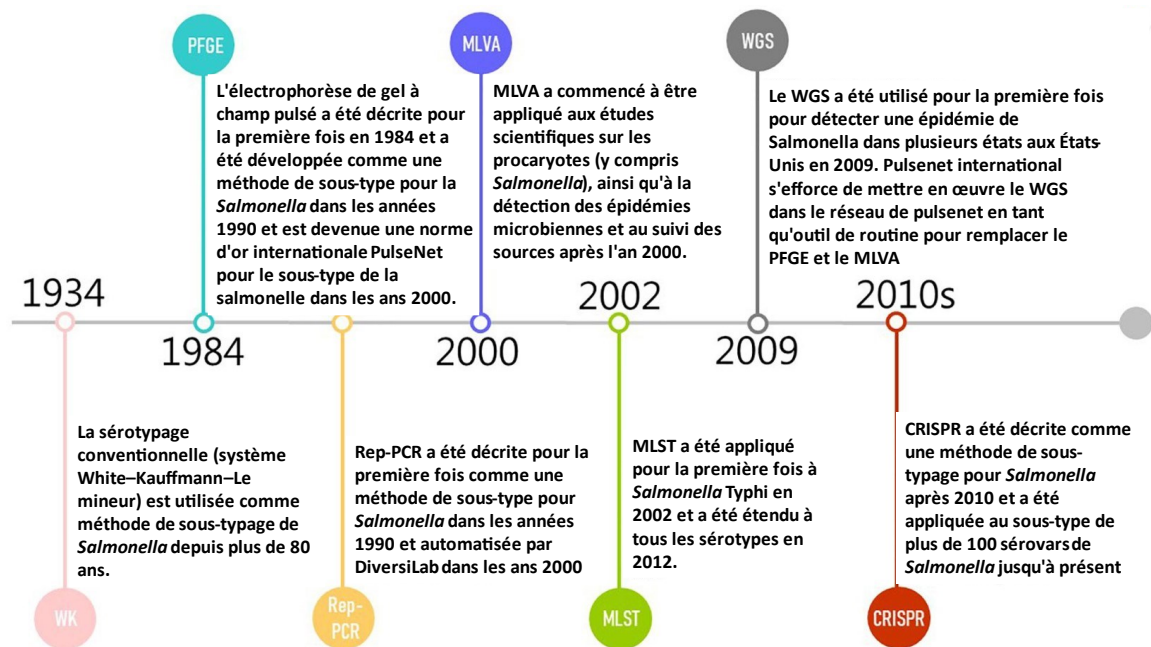 PFGE
L'électrophorèse de gel à
champ pulsé a été décrite pour
la première fois en 1984 et a
été développée comme une
méthode de sous-type pour la
Salmonella dans les années
1990 et est devenue une norme
d'or internationale PulseNet
pour le sous-type de la
salmonelle dans les ans 2000.
MLVA
MLVA a commencé à être
appliqué aux études
scientifiques sur les
procaryotes (y compris
Salmonella), ainsi qu'à la
détection des épidémies
microbiennes et au suivi des
sources après l'an 2000.
WGS
Le WGS a été utilisé pour la première fois
pour détecter une épidémie de
Salmonella dans plusieurs états aux États-
Unis en 2009. Pulsenet international
s'efforce de mettre en œuvre le WGS
dans le réseau de pulsenet en tant
qu'outil de routine pour remplacer le
PFGE et le MLVA
1934
1984
2000
2002
2009
2010s
La sérotypage
conventionnelle (système
White–Kauffmann–Le
mineur) est utilisée comme
méthode de sous-typage de
Salmonella depuis plus de 80
ans.
WK
Rep-PCR a été décrite pour la
première fois comme une
méthode de sous-type pour
Salmonella dans les années
1990 et automatisée par
DiversiLab dans les ans 2000
Rep-
PCR
MLST a été appliqué
pour la première fois à
Salmonella Typhi en
2002 et a été étendu à
tous les sérotypes en
2012.
MLST
CRISPR a été décrite comme
une méthode de sous-
typage pour Salmonella
après 2010 et a été
appliquée au sous-type de
plus de 100 sérovars de
Salmonella jusqu'à présent
CRISPR